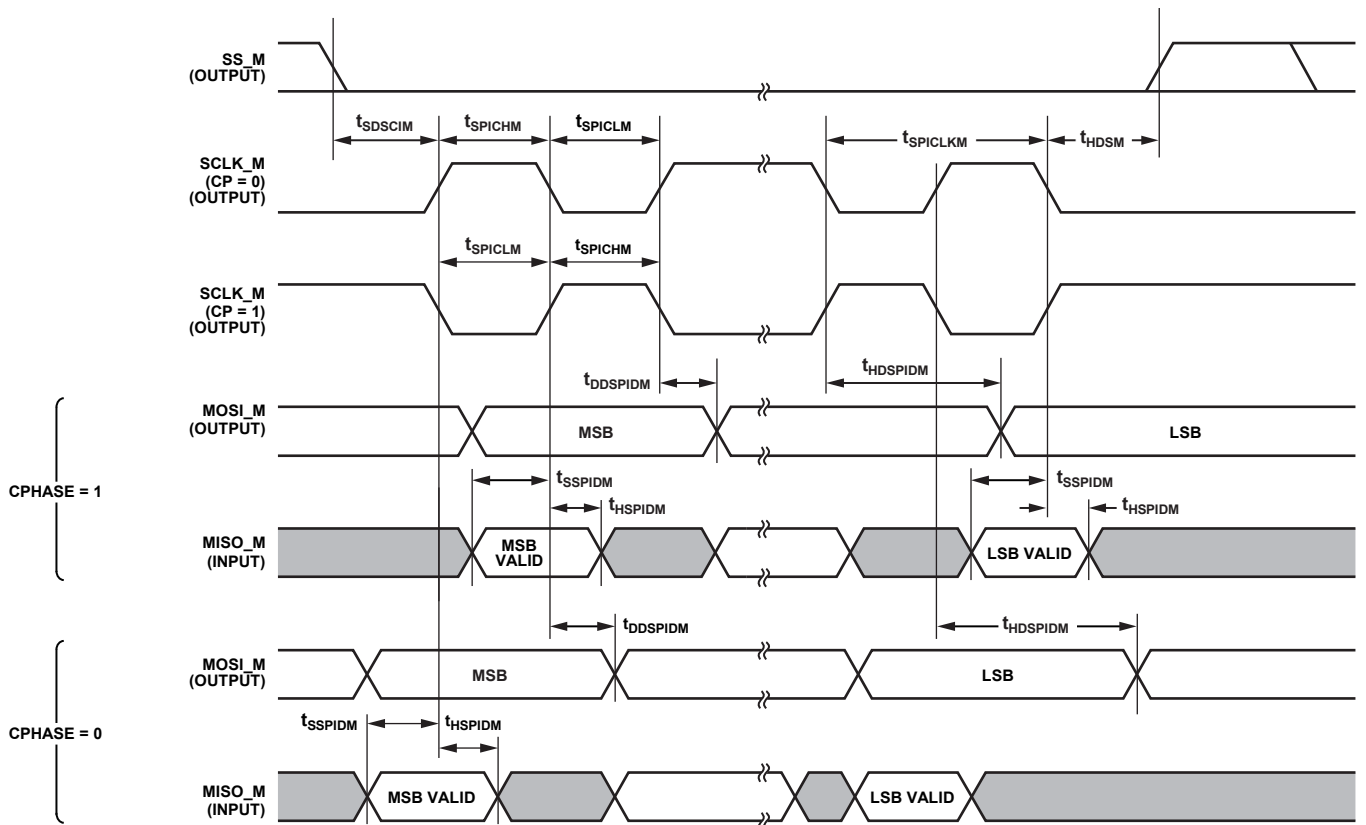 SS_M
(OUTPUT)
tSDSCIM tSPICHM tSPICLM tSPICLKM tHDSM
SCLK_M
(CP = 0)
(OUTPUT)
tSPICLM tSPICHM
SCLK_M
(CP = 1)
(OUTPUT)
tDDSPIDM tHDSPIDM
CPHASE = 1
MOSI_M
(OUTPUT)
MSB LSB
tSSPIDM tSSPIDM
tHSPIDM tHSPIDM
MISO_M
(INPUT)
MSB
VALID
LSB VALID
tDDSPIDM tHDSPIDM
CPHASE = 0
MOSI_M
(OUTPUT)
MSB LSB
tSSPIDM tHSPIDM
MISO_M
(INPUT)
MSB VALID LSB VALID